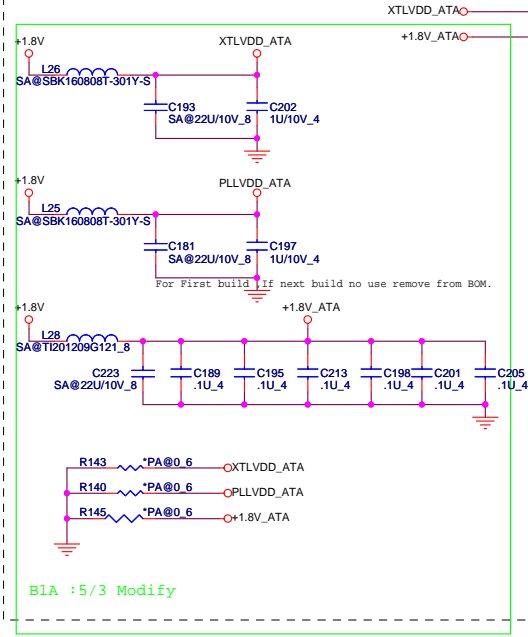 XTLVDD_ATA
+1.8V_ATA
+1.8V
XTLVDD_ATA
L26
SA@SBK160808T-301Y-S
C193
SA@22U/10V_8
C202
1U/10V_4
+1.8V
PLLVDD_ATA
L25
SA@SBK160808T-301Y-S
C181
SA@22U/10V_8
C197
1U/10V_4
For First build ,If next build no use remove from BOM.
+1.8V
+1.8V_ATA
L28
SA@TI201209G121_8
C223
SA@22U/10V_8
C189
.1U_4
C195
.1U_4
C213
.1U_4
C198
.1U_4
C201
.1U_4
C205
.1U_4
R143
*PA@0_6
XTLVDD_ATA
R140
*PA@0_6
PLLVDD_ATA
R145
*PA@0_6
+1.8V_ATA
B1A :5/3 Modify